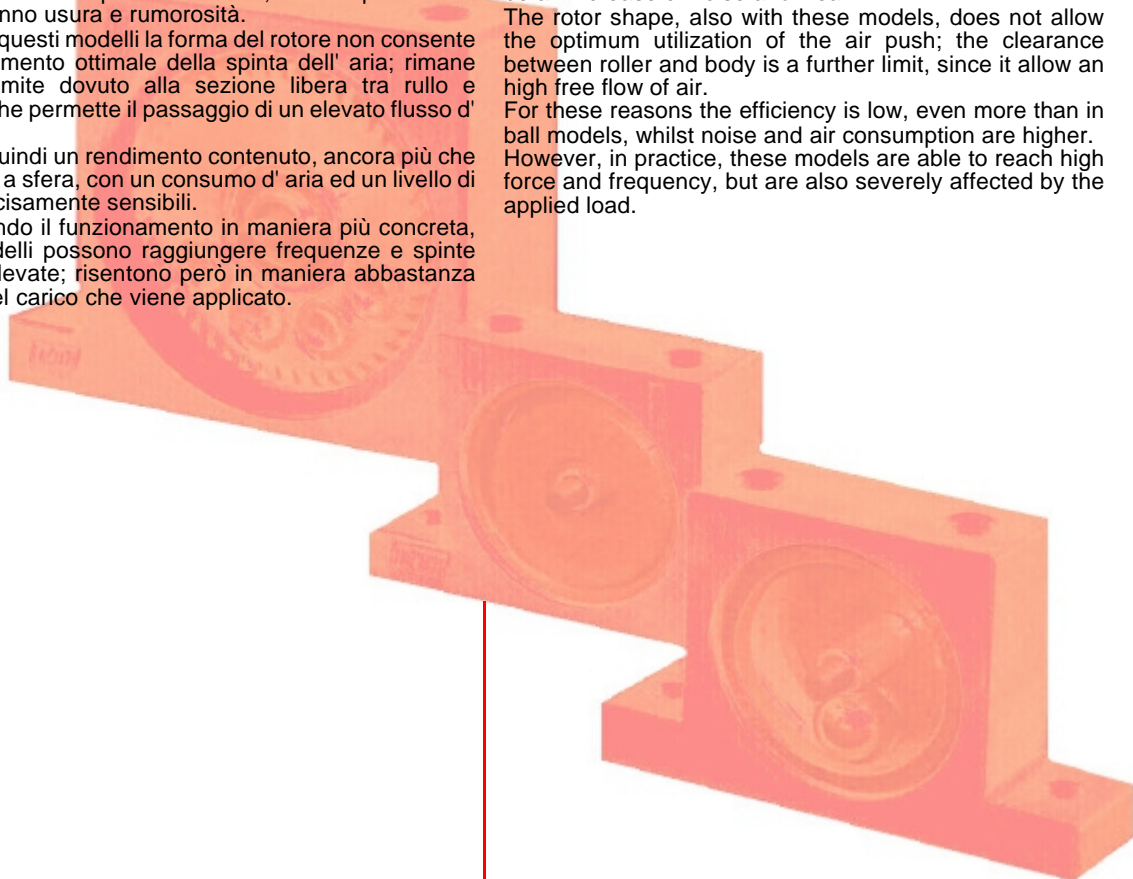 nno usura e rumorosità.
questi modelli la forma del rotore non consente
mento ottimale della spinta dell' aria; rimane
mite dovuto alla sezione libera tra rullo e
he permette il passaggio di un elevato flusso d'
uindi un rendimento contenuto, ancora più che
a sfera, con un consumo d' aria ed un livello di
cisamente sensibili.
ndo il funzionamento in maniera più concreta,
delli possono raggiungere frequenze e spinte
levate; risentono però in maniera abbastanza
el carico che viene applicato.
The rotor shape, also with these models, does not allow
the optimum utilization of the air push; the clearance
between roller and body is a further limit, since it allow an
high free flow of air.
For these reasons the efficiency is low, even more than in
ball models, whilst noise and air consumption are higher.
However, in practice, these models are able to reach high
force and frequency, but are also severely affected by the
applied load.